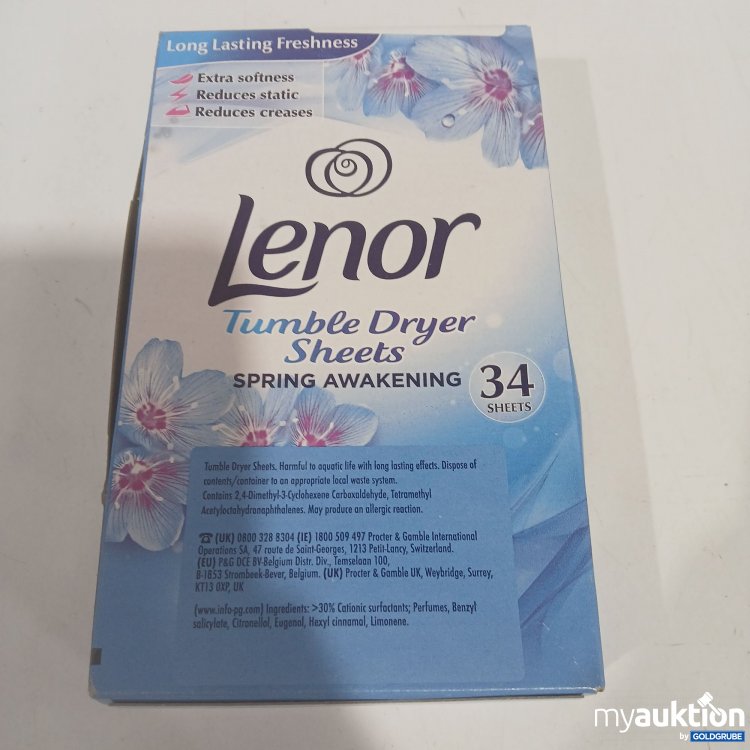 Long Lasting Freshness
Extra softness
Reduces static
Reduces creases
Lenor
Tumble Dryer
Sheets
SPRING AWAKENING
34
SHEETS
Tumble Dryer Sheets. Harmful to aquatic life with long lasting effects. Dispose of
contents/container to an appropriate local waste system.
Contains 2,4-Dimethyl-3-Cyclohexene Carboxaldehyde, Tetramethyl
Acetyloctahydronaphthalenes. May produce an allergic reaction.
(UK) 0800 328 8304 (IE) 1800 509 497 Procter & Gamble International
Operations SA, 47 route de Saint-Georges, 1213 Petit-Lancy, Switzerland.
(EU) P&G DCE BV-Belgium Distr. Div., Temselaan 100,
B-1853 Strombeek-Bever, Belgium. (UK) Procter & Gamble UK, Weybridge, Surrey,
KT13 0XP, UK
(www.info-pg.com) Ingredients: >30% Cationic surfactants; Perfumes, Benzyl
salicylate, Citronellol, Eugenol, Hexyl cinnamal, Limonene.
myauktion
by GOLDGRUBE